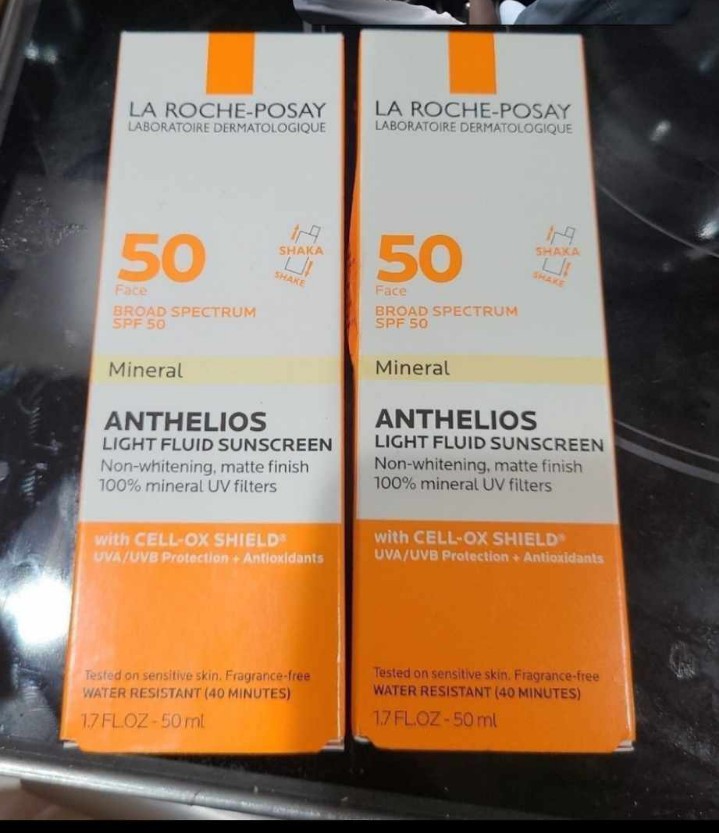 LA ROCHE-POSAY
LABORATOIRE DERMATOLOGIQUE
50
Face
SHAKA
SHAKE
BROAD SPECTRUM
SPF 50
Mineral
ANTHELIOS
LIGHT FLUID SUNSCREEN
Non-whitening, matte finish
100% mineral UV filters
with CELL-OX SHIELD®
UVA/UVB Protection + Antioxidants
Tested on sensitive skin. Fragrance-free
WATER RESISTANT (40 MINUTES)
1.7 FL.OZ - 50 ml
LA ROCHE-POSAY
LABORATOIRE DERMATOLOGIQUE
50
Face
SHAKA
SHAKE
BROAD SPECTRUM
SPF 50
Mineral
ANTHELIOS
LIGHT FLUID SUNSCREEN
Non-whitening, matte finish
100% mineral UV filters
with CELL-OX SHIELD®
UVA/UVB Protection + Antioxidants
Tested on sensitive skin. Fragrance-free
WATER RESISTANT (40 MINUTES)
1.7 FL.OZ - 50 ml